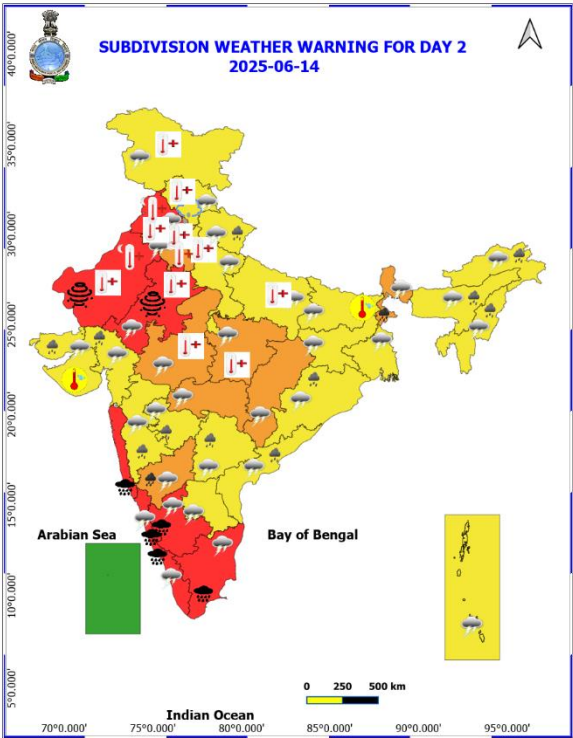 SUBDIVISION WEATHER WARNING FOR DAY 2
2025-06-14
40°0.000'
35°0.000'
30°0.000'
25°0.000'
20°0.000'
15°0.000'
10°0.000'
5°0.000'
Arabian Sea
Bay of Bengal
0 250 500 km
Indian Ocean
70°0.000' 75°0.000' 80°0.000' 85°0.000' 90°0.000' 95°0.000'